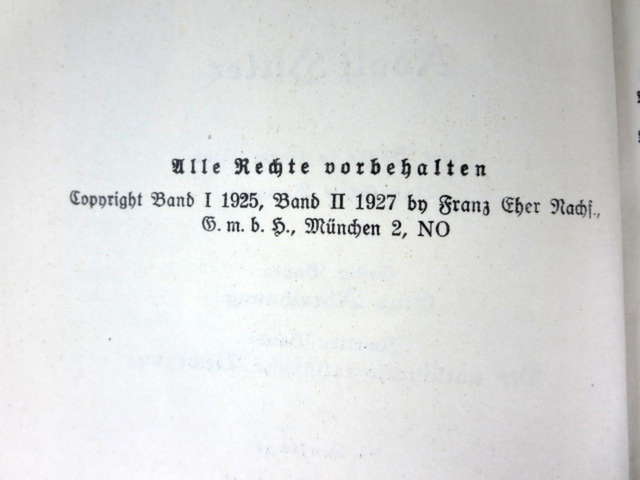 Alle Rechte vorbehalten
Copyright Band I 1925, Band II 1927 by Franz Eher Nachf.,
G. m. b. H., München 2, NO